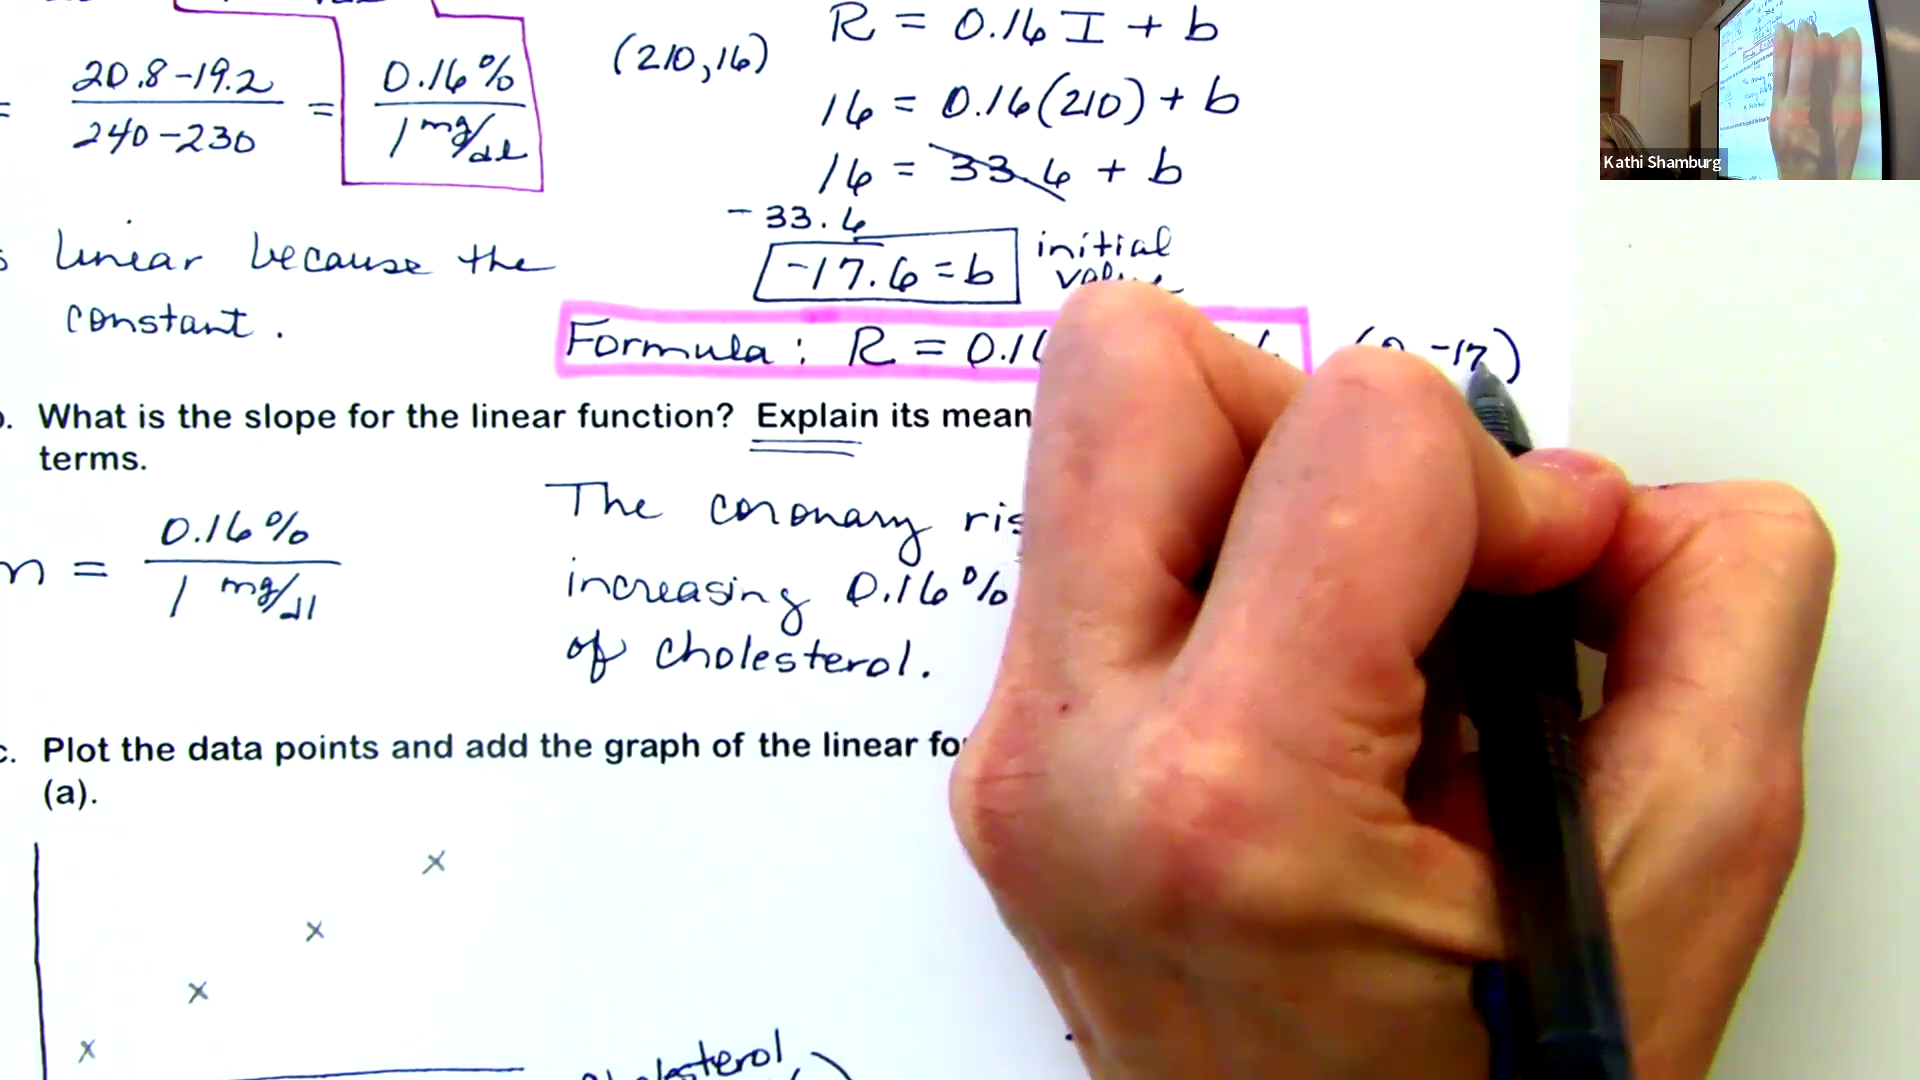 20.8-19.2
240-230
=
0.16%
1 mg/dl
(210,16)
R = 0.16 I + b
16 = 0.16(210) + b
16 = 33.6 + b
-33.6
-17.6 = b
initial
linear because the
constant.
Formula: R = 0.1
-17)
What is the slope for the linear function? Explain its mean
terms.
= 0.16%
1 mg/dl
The coronary
increasing 0.16%
of cholesterol.
c. Plot the data points and add the graph of the linear
(a).
Kathi Shamburg